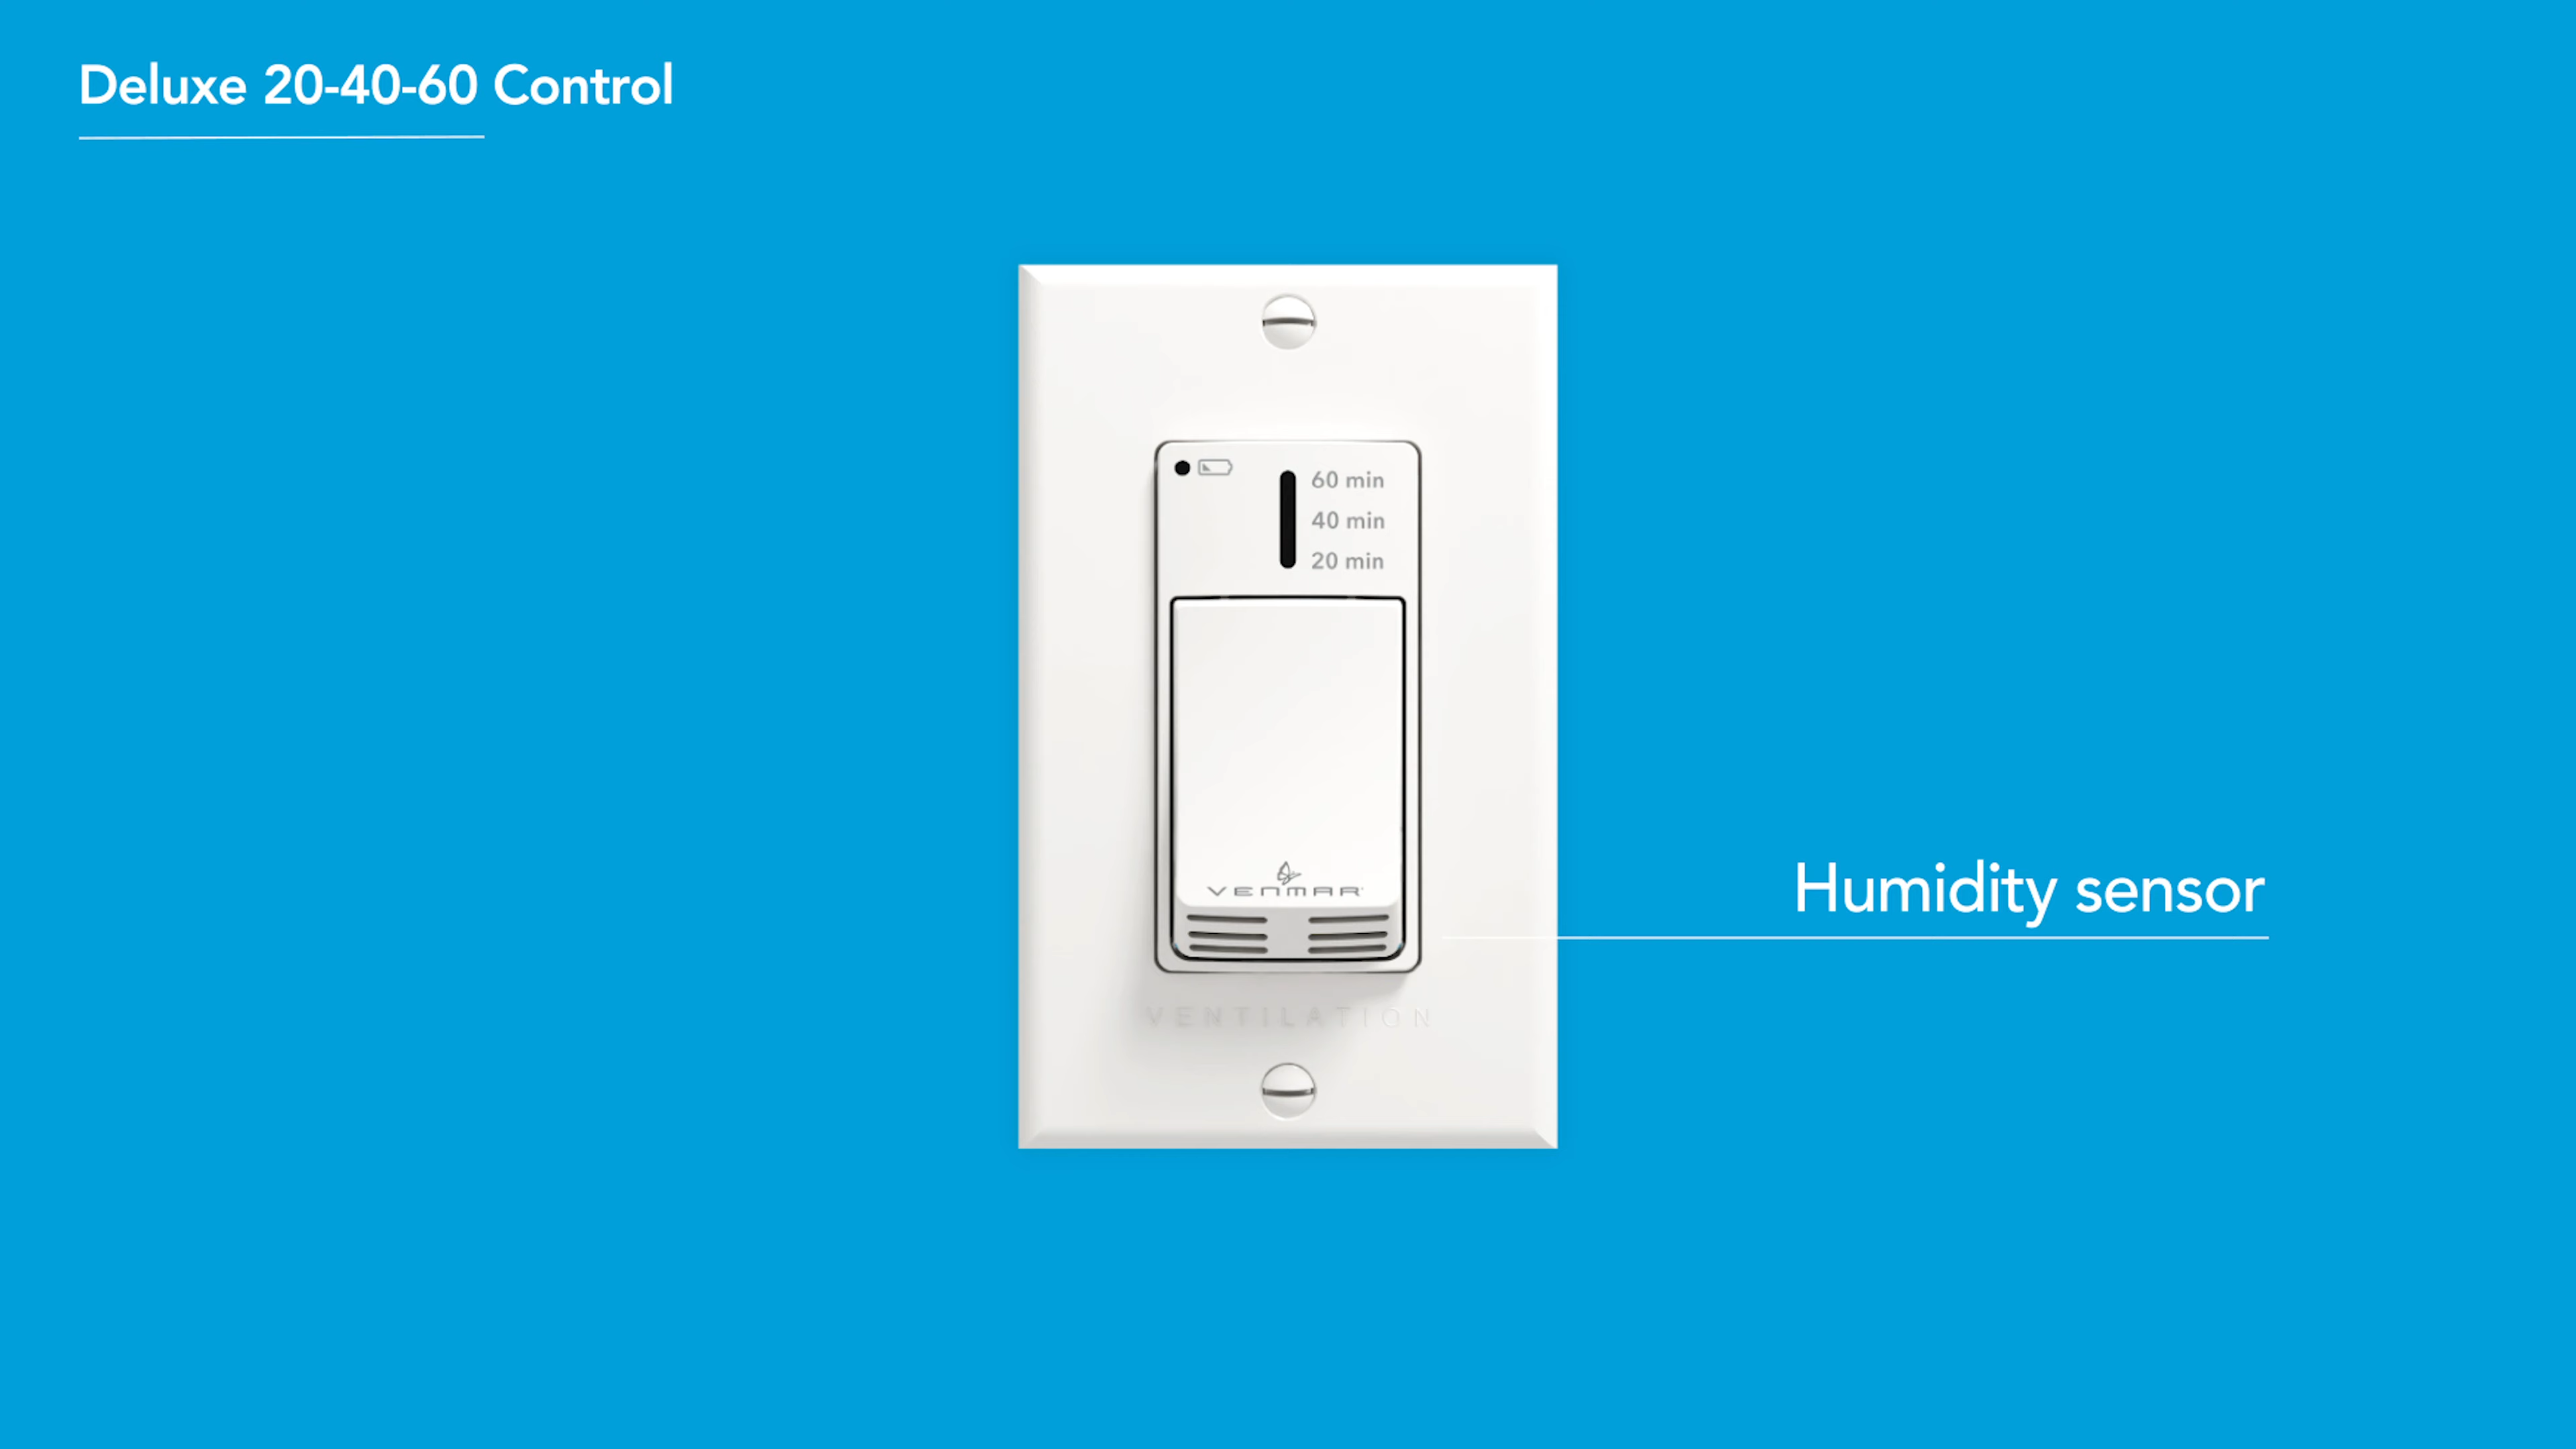 Deluxe 20-40-60 Control
60 min
40 min
20 min
VENMAR
Humidity sensor
VENTILATION